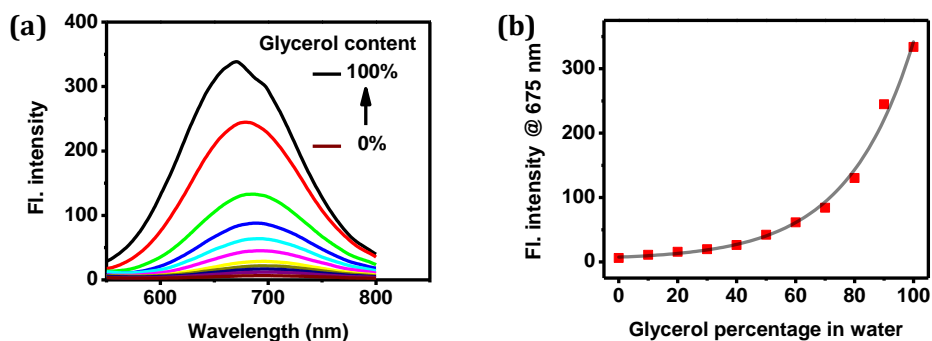 (a)
Fl. intensity
400
300
200
100
0
Glycerol content
100%
0%
600
700
800
Wavelength (nm)
(b)
Fl. intensity @ 675 nm
300
200
100
0
0
20
40
60
80
100
Glycerol percentage in water